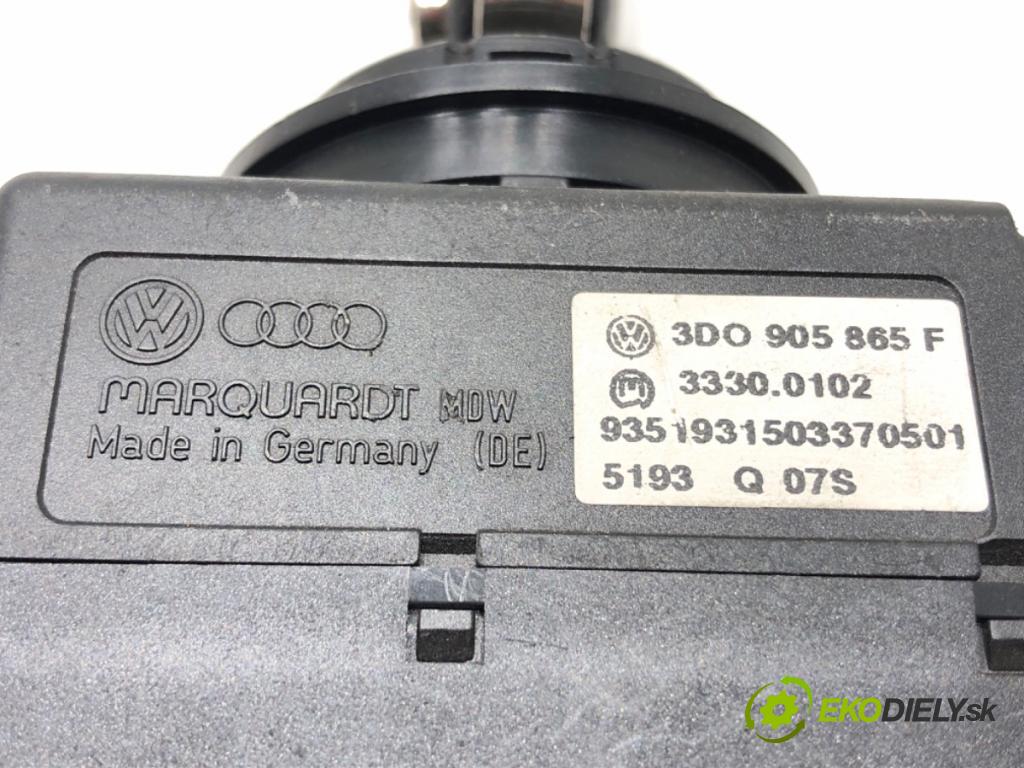 MARQUARDT MDW
Made in Germany (DE)
3D0 905 865 F
3330.0102
9351931503370501
5193 Q 07S
EKODIELY.sk